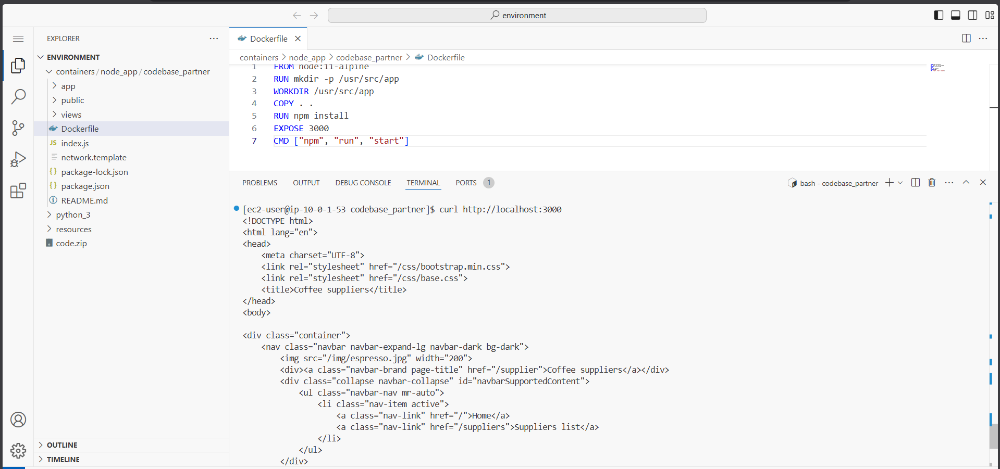 environment
EXPLORER
ENVIRONMENT
containers / node_app / codebase_partner
app
public
views
Dockerfile
JS index.js
network.template
{} package-lock.json
{} package.json
README.md
python_3
resources
code.zip
OUTLINE
TIMELINE
Dockerfile
containers > node_app > codebase_partner > Dockerfile
1 FROM node:11-alpine
2 RUN mkdir -p /usr/src/app
3 WORKDIR /usr/src/app
4 COPY . .
5 RUN npm install
6 EXPOSE 3000
7 CMD ["npm", "run", "start"]
PROBLEMS OUTPUT DEBUG CONSOLE TERMINAL PORTS 1
bash - codebase_partner
[ec2-user@ip-10-0-1-53 codebase_partner]$ curl http://localhost:3000
<!DOCTYPE html>
<html lang="en">
<head>
<meta charset="UTF-8">
<link rel="stylesheet" href="/css/bootstrap.min.css">
<link rel="stylesheet" href="/css/base.css">
<title>Coffee suppliers</title>
</head>
<body>
<div class="container">
<nav class="navbar navbar-expand-lg navbar-dark bg-dark">
<img src="/img/espresso.jpg" width="200">
<div><a class="navbar-brand page-title" href="/supplier">Coffee suppliers</a></div>
<div class="collapse navbar-collapse" id="navbarSupportedContent">
<ul class="navbar-nav mr-auto">
<li class="nav-item active">
<a class="nav-link" href="/">Home</a>
<a class="nav-link" href="/suppliers">Suppliers list</a>
</li>
</ul>
</div>